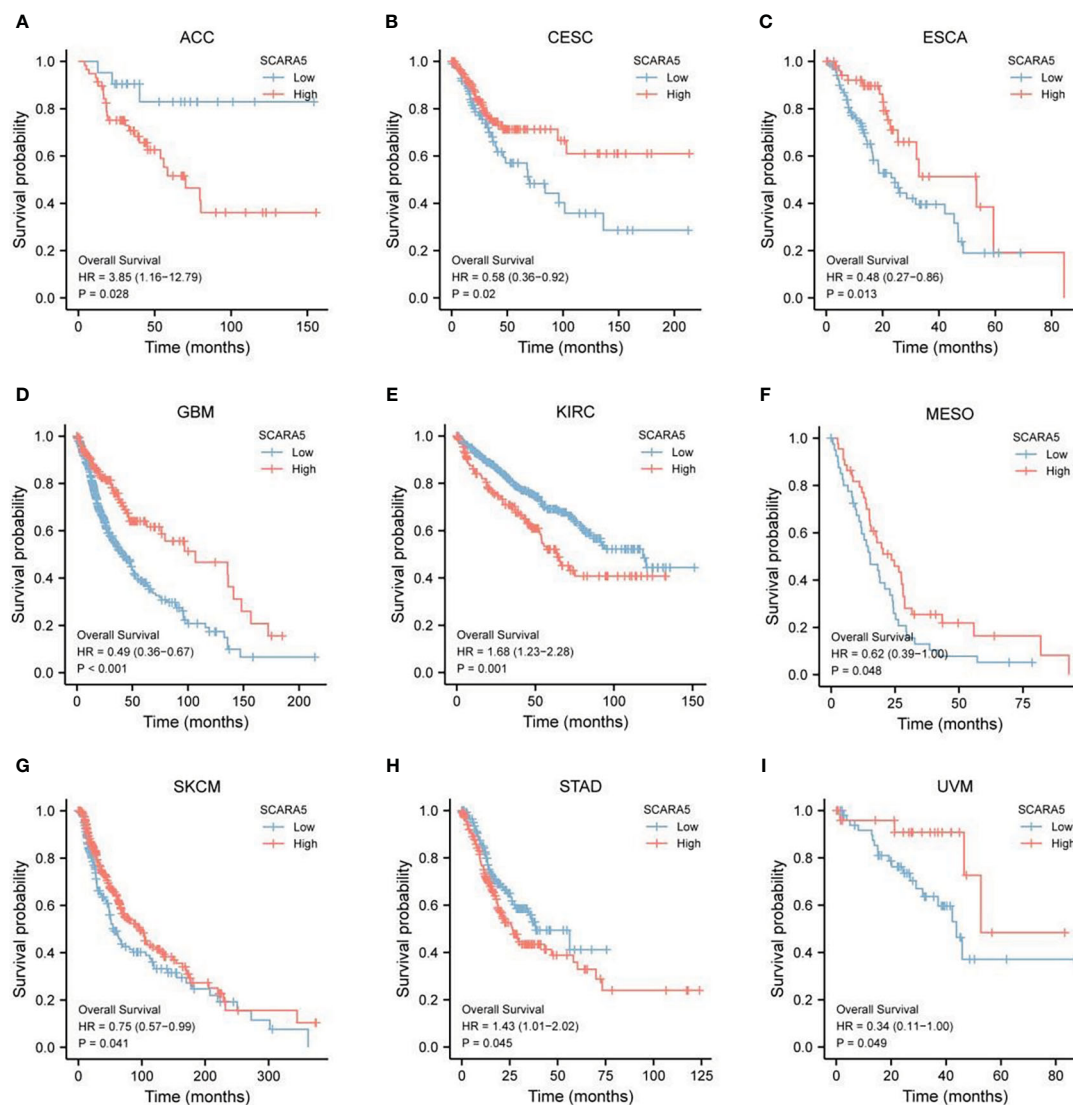 A
ACC
SCARA5
Low
High
1.0
0.8
0.6
0.4
0.2
0.0
Survival probability
Overall Survival
HR = 3.85 (1.16−12.79)
P = 0.028
0 50 100 150
Time (months)
B
CESC
SCARA5
Low
High
1.0
0.8
0.6
0.4
0.2
0.0
Survival probability
Overall Survival
HR = 0.58 (0.36−0.92)
P = 0.02
0 50 100 150 200
Time (months)
C
ESCA
SCARA5
Low
High
1.0
0.8
0.6
0.4
0.2
0.0
Survival probability
Overall Survival
HR = 0.48 (0.27−0.86)
P = 0.013
0 20 40 60 80
Time (months)
D
GBM
SCARA5
Low
High
1.0
0.8
0.6
0.4
0.2
0.0
Survival probability
Overall Survival
HR = 0.49 (0.36−0.67)
P < 0.001
0 50 100 150 200
Time (months)
E
KIRC
SCARA5
Low
High
1.0
0.8
0.6
0.4
0.2
0.0
Survival probability
Overall Survival
HR = 1.68 (1.23−2.28)
P = 0.001
0 50 100 150
Time (months)
F
MESO
SCARA5
Low
High
1.0
0.8
0.6
0.4
0.2
0.0
Survival probability
Overall Survival
HR = 0.62 (0.39−1.00)
P = 0.048
0 25 50 75
Time (months)
G
SKCM
SCARA5
Low
High
1.0
0.8
0.6
0.4
0.2
0.0
Survival probability
Overall Survival
HR = 0.75 (0.57−0.99)
P = 0.041
0 100 200 300
Time (months)
H
STAD
SCARA5
Low
High
1.0
0.8
0.6
0.4
0.2
0.0
Survival probability
Overall Survival
HR = 1.43 (1.01−2.02)
P = 0.045
0 25 50 75 100 125
Time (months)
I
UVM
SCARA5
Low
High
1.0
0.8
0.6
0.4
0.2
0.0
Survival probability
Overall Survival
HR = 0.34 (0.11−1.00)
P = 0.049
0 20 40 60 80
Time (months)